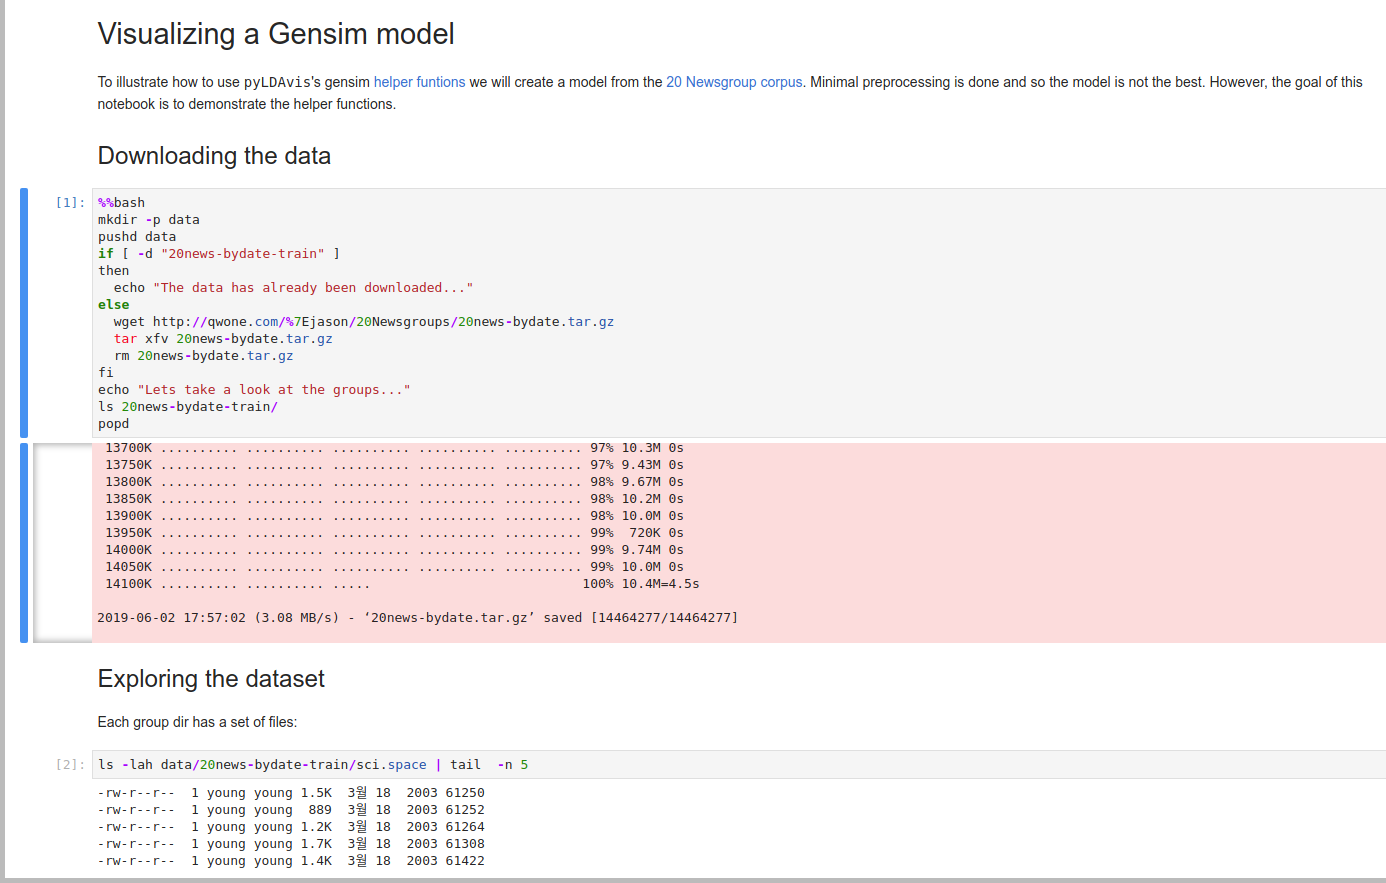 Visualizing a Gensim model
To illustrate how to use pyLDAvis's gensim helper funtions we will create a model from the 20 Newsgroup corpus. Minimal preprocessing is done and so the model is not the best. However, the goal of this
notebook is to demonstrate the helper functions.
Downloading the data
[1]: %%bash
mkdir -p data
pushd data
if [ -d "20news-bydate-train" ]
then
  echo "The data has already been downloaded..."
else
  wget http://qwone.com/%7Ejason/20Newsgroups/20news-bydate.tar.gz
  tar xfv 20news-bydate.tar.gz
  rm 20news-bydate.tar.gz
fi
echo "Lets take a look at the groups..."
ls 20news-bydate-train/
popd
13700K .......... .......... .......... .......... .......... 97% 10.3M 0s
13750K .......... .......... .......... .......... .......... 97% 9.43M 0s
13800K .......... .......... .......... .......... .......... 98% 9.67M 0s
13850K .......... .......... .......... .......... .......... 98% 10.2M 0s
13900K .......... .......... .......... .......... .......... 98% 10.0M 0s
13950K .......... .......... .......... .......... .......... 99%  720K 0s
14000K .......... .......... .......... .......... .......... 99% 9.74M 0s
14050K .......... .......... .......... .......... .......... 99% 10.0M 0s
14100K .......... .......... .....                           100% 10.4M=4.5s
2019-06-02 17:57:02 (3.08 MB/s) - ‘20news-bydate.tar.gz’ saved [14464277/14464277]
Exploring the dataset
Each group dir has a set of files:
[2]: ls -lah data/20news-bydate-train/sci.space | tail  -n 5
-rw-r--r--  1 young young 1.5K  3월 18  2003 61250
-rw-r--r--  1 young young  889  3월 18  2003 61252
-rw-r--r--  1 young young 1.2K  3월 18  2003 61264
-rw-r--r--  1 young young 1.7K  3월 18  2003 61308
-rw-r--r--  1 young young 1.4K  3월 18  2003 61422